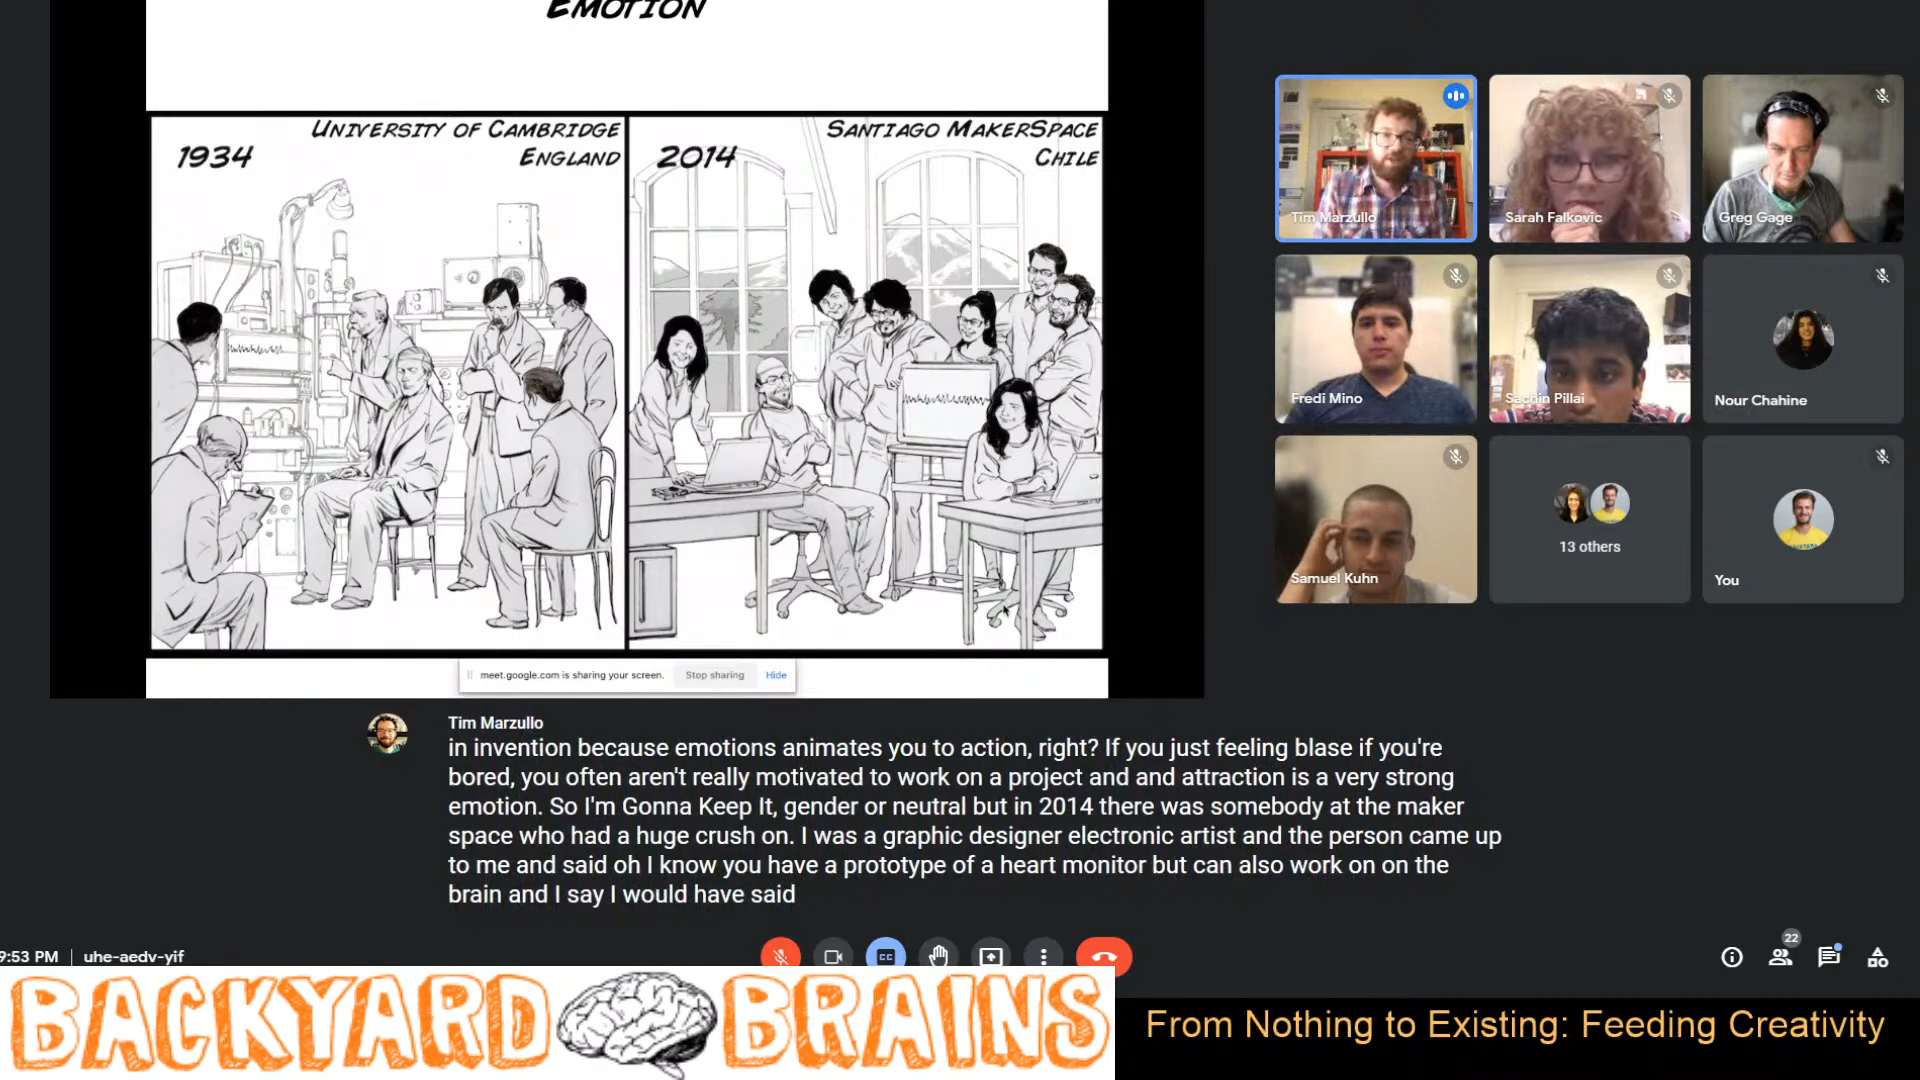 EMOTION
1934
UNIVERSITY OF CAMBRIDGE
ENGLAND
2014
SANTIAGO MAKERSPACE
CHILE
meet.google.com is sharing your screen.
Stop sharing
Hide
Tim Marzullo
Sarah Falkovic
Greg Gage
Fredi Mino
Sachin Pillai
Nour Chahine
Samuel Kuhn
13 others
You
Tim Marzullo
in invention because emotions animates you to action, right? If you just feeling blase if you're
bored, you often aren't really motivated to work on a project and and attraction is a very strong
emotion. So I'm Gonna Keep It, gender or neutral but in 2014 there was somebody at the maker
space who had a huge crush on. I was a graphic designer electronic artist and the person came up
to me and said oh I know you have a prototype of a heart monitor but can also work on on the
brain and I say I would have said
9:53 PM | uhe-aedv-yif
CC
22
BACKYARD BRAINS
From Nothing to Existing: Feeding Creativity